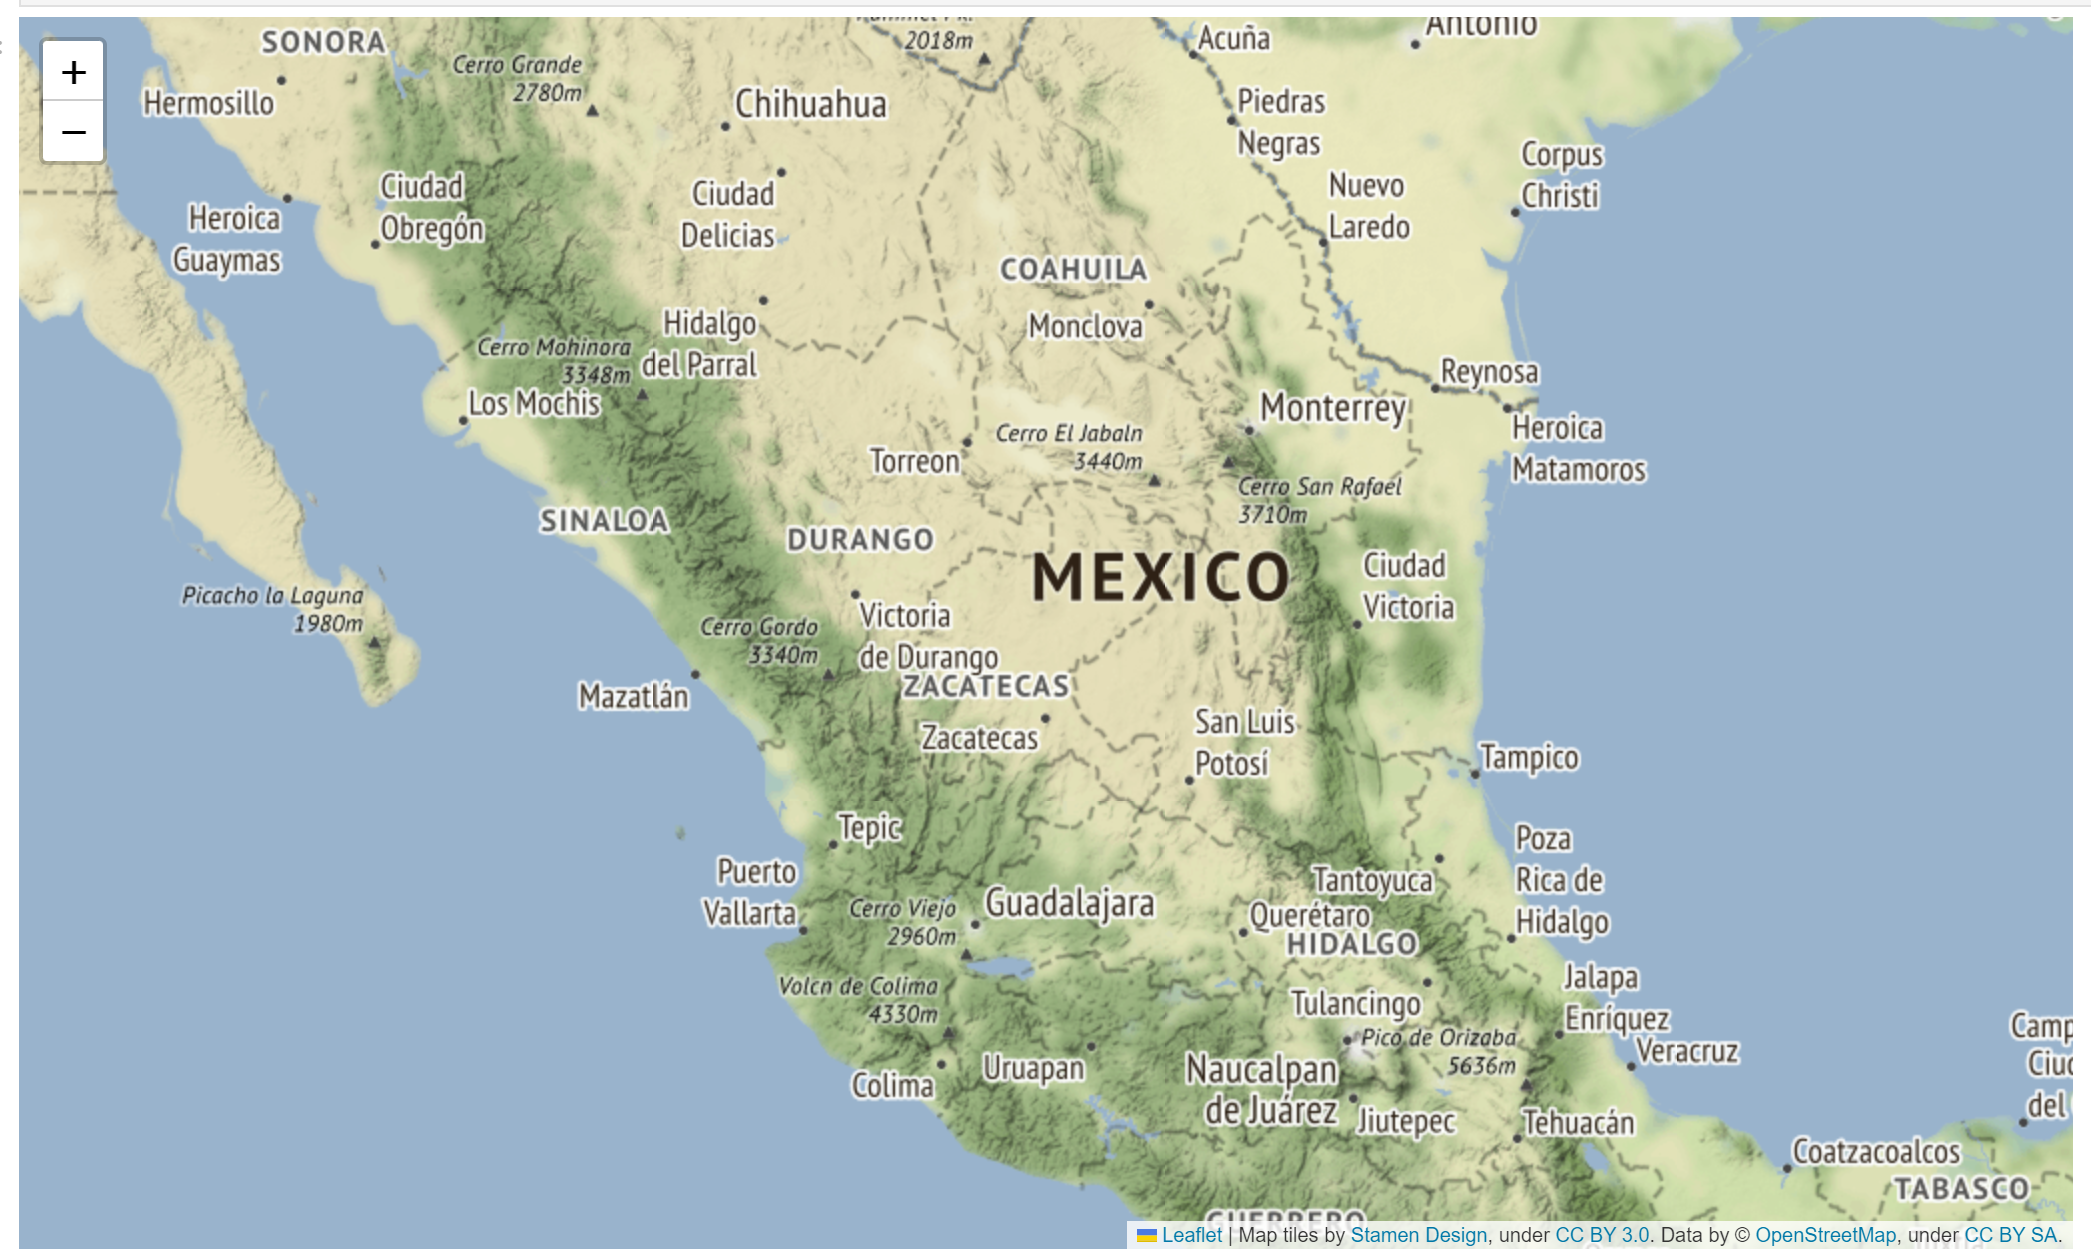 +
−
SONORA
Hermosillo
Cerro Grande
2780m
2018m
Chihuahua
Acuña
Antonio
Piedras
Negras
Corpus
Christi
Nuevo
Laredo
Heroica
Guaymas
Ciudad
Obregón
Ciudad
Delicias
COAHUILA
Monclova
Hidalgo
del Parral
Cerro Mohinora
3348m
Los Mochis
Reynosa
Monterrey
Heroica
Matamoros
Torreon
Cerro El Jabaln
3440m
Cerro San Rafael
3710m
SINALOA
DURANGO
MEXICO
Ciudad
Victoria
Picacho la Laguna
1980m
Victoria
de Durango
Cerro Gordo
3340m
ZACATECAS
Mazatlán
Zacatecas
San Luis
Potosí
Tampico
Tepic
Puerto
Vallarta
Poza
Rica de
Hidalgo
Tantoyuca
Cerro Viejo
2960m
Guadalajara
Querétaro
HIDALGO
Volcn de Colima
4330m
Jalapa
Enríquez
Tulancingo
Pico de Orizaba
5636m
Veracruz
Camp
Ciud
del
Colima
Uruapan
Naucalpan
de Juárez
Jiutepec
Tehuacán
Coatzacoalcos
TABASCO
GUERRERO
Leaflet | Map tiles by Stamen Design, under CC BY 3.0. Data by © OpenStreetMap, under CC BY SA.